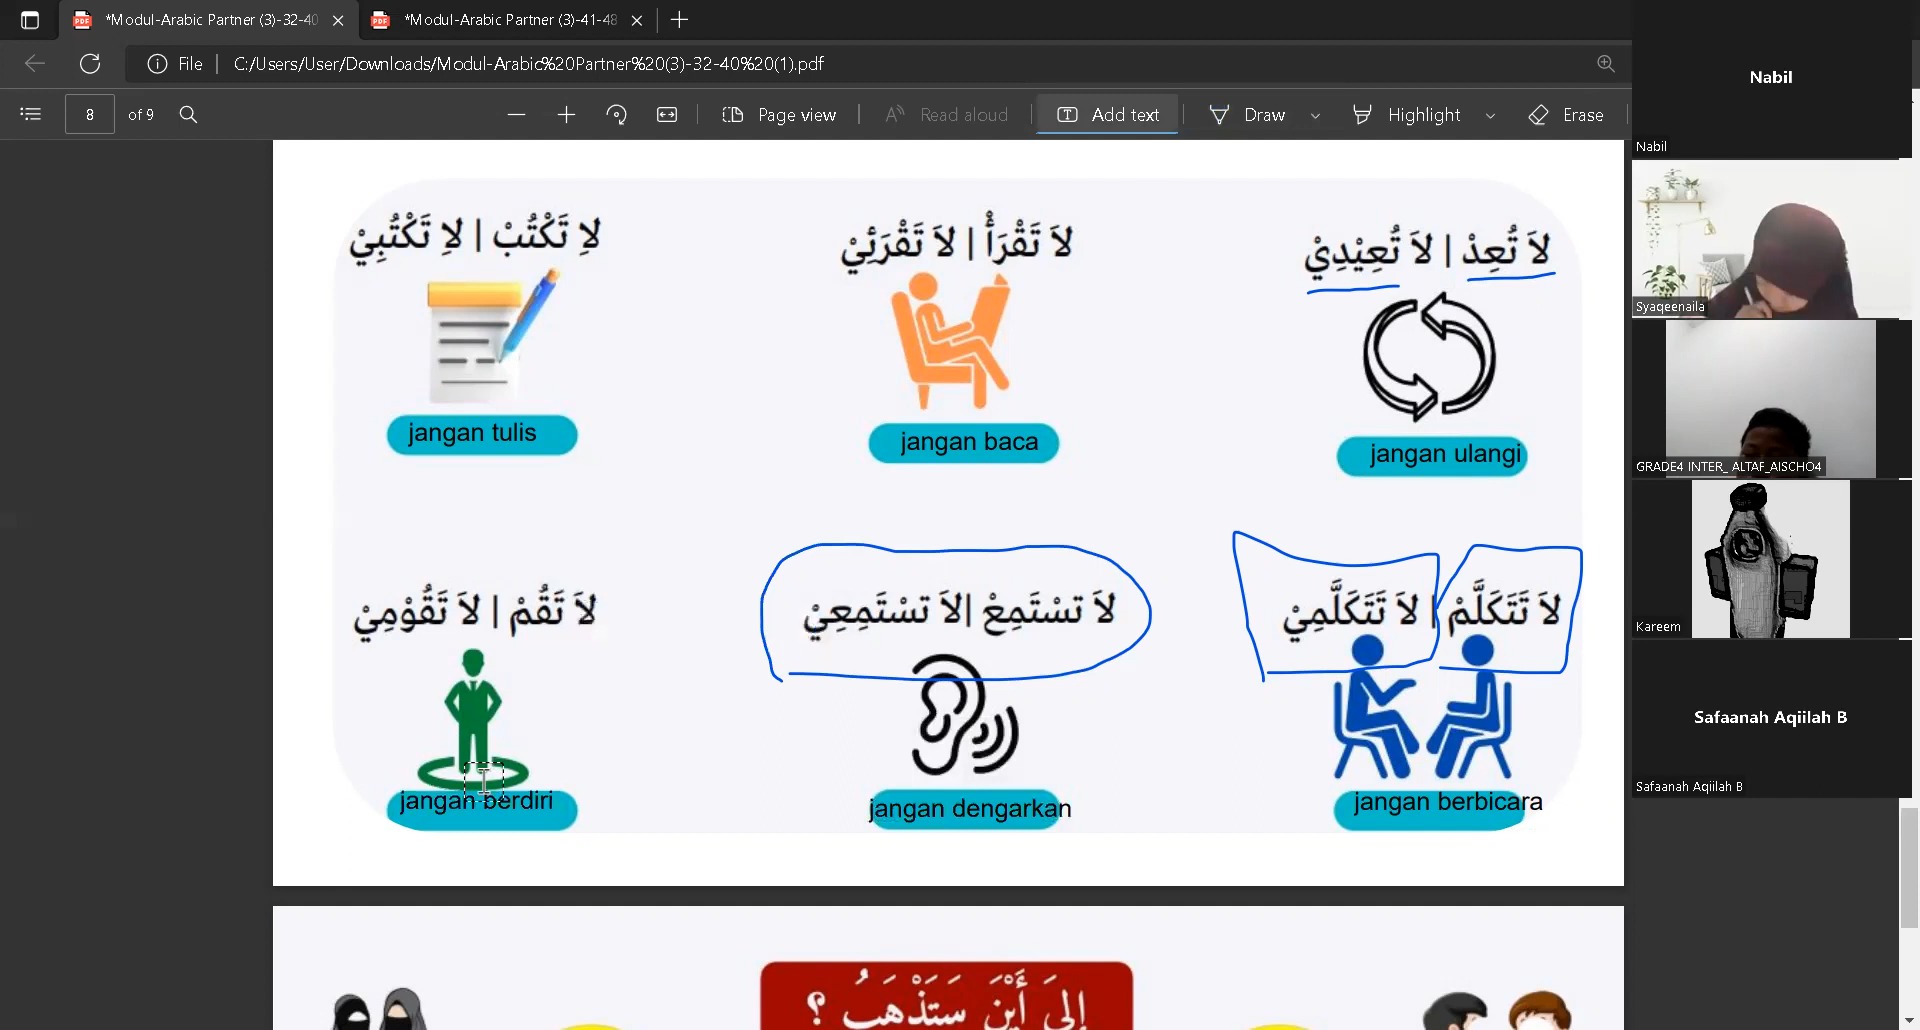 *Modul-Arabic Partner (3)-32-40
*Modul-Arabic Partner (3)-41-48
File
C:/Users/User/Downloads/Modul-Arabic%20Partner%20(3)-32-40%20(1).pdf
8 of 9
Page view
Read aloud
Add text
Draw
Highlight
Erase
لاِ تَكْتُبْ | لاِ تَكْتُبِيْ
لاَ تَقْرَأْ | لاَ تَقْرَئِيْ
لاَ تُعِدْ | لاَ تُعِيْدِيْ
jangan tulis
jangan baca
jangan ulangi
لاَ تَقُمْ | لاَ تَقُوْمِيْ
لاَ تسْتَمِعْ |لاَ تسْتَمِعِيْ
لاَ تَتَكَلَّمْ | لاَ تَتَكَلَّمِيْ
jangan berdiri
jangan dengarkan
jangan berbicara
إِلىَ أَيْنَ سَتَذْهَبُ ؟
Nabil
Nabil
Syaqeenaila
GRADE4 INTER_ ALTAF_AISCHO4
Kareem
Safaanah Aqiilah B
Safaanah Aqiilah B